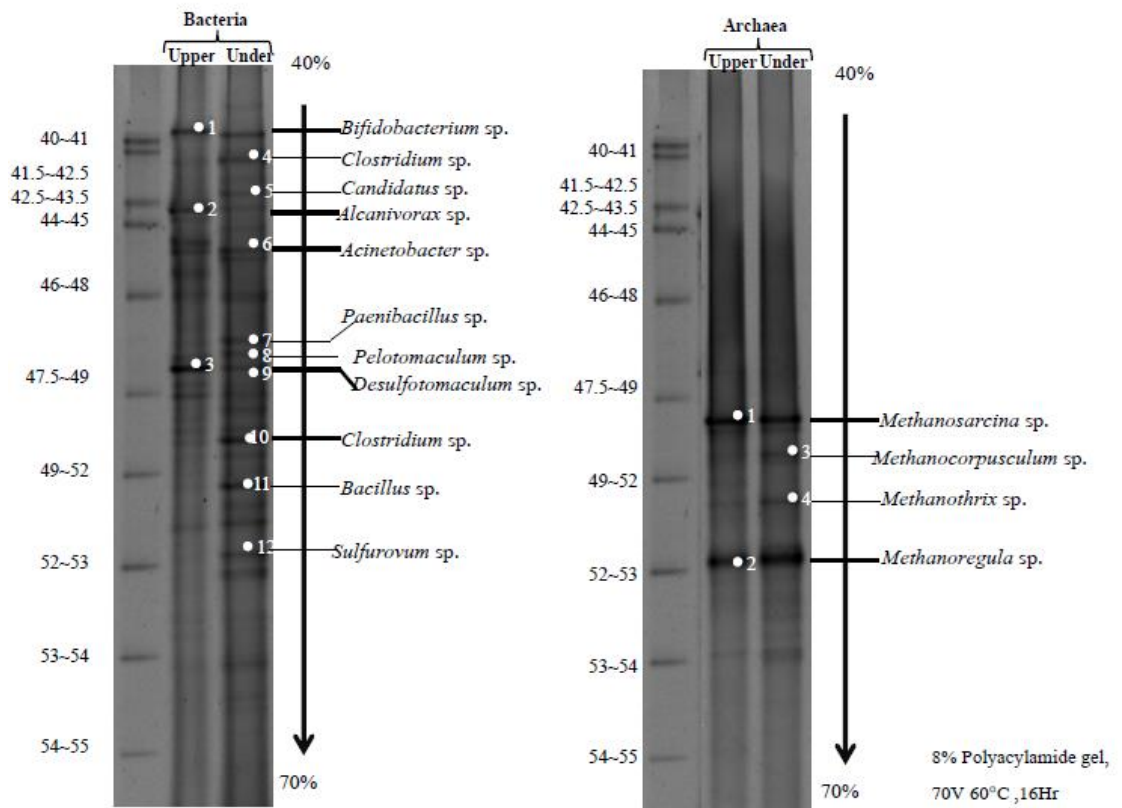 Bacteria
Upper Under
40%
40~41
41.5~42.5
42.5~43.5
44~45
46~48
47.5~49
49~52
52~53
53~54
54~55
1
2
3
4
5
6
7
8
9
10
11
12
Bifidobacterium sp.
Clostridium sp.
Candidatus sp.
Alcanivorax sp.
Acinetobacter sp.
Paenibacillus sp.
Pelotomaculum sp.
Desulfotomaculum sp.
Clostridium sp.
Bacillus sp.
Sulfurovum sp.
70%
Archaea
Upper Under
40%
40~41
41.5~42.5
42.5~43.5
44~45
46~48
47.5~49
49~52
52~53
53~54
54~55
1
2
3
4
Methanosarcina sp.
Methanocorpusculum sp.
Methanothrix sp.
Methanoregula sp.
70%
8% Polyacylamide gel,
70V 60°C ,16Hr